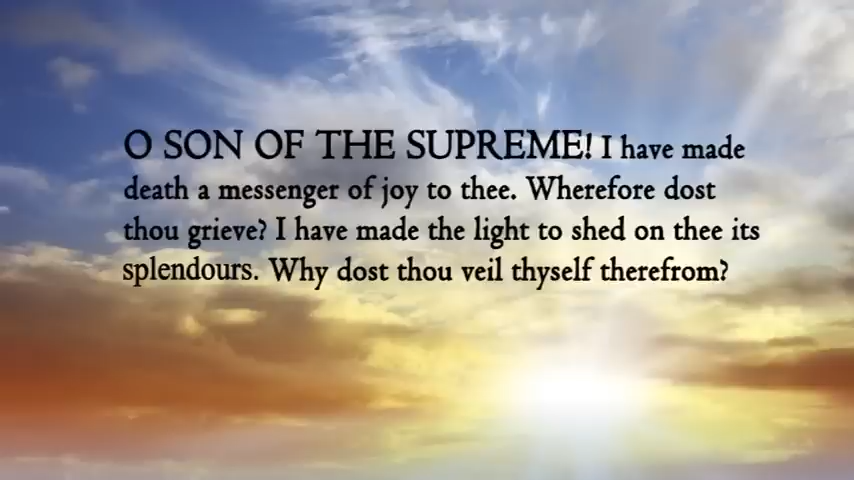 O SON OF THE SUPREME! I have made
death a messenger of joy to thee. Wherefore dost
thou grieve? I have made the light to shed on thee its
splendours. Why dost thou veil thyself therefrom?